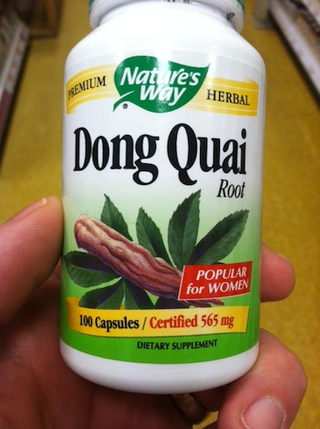 Nature's
Way
PREMIUM
HERBAL
Dong Quai
Root
POPULAR
for WOMEN
100 Capsules / Certified 565 mg
DIETARY SUPPLEMENT